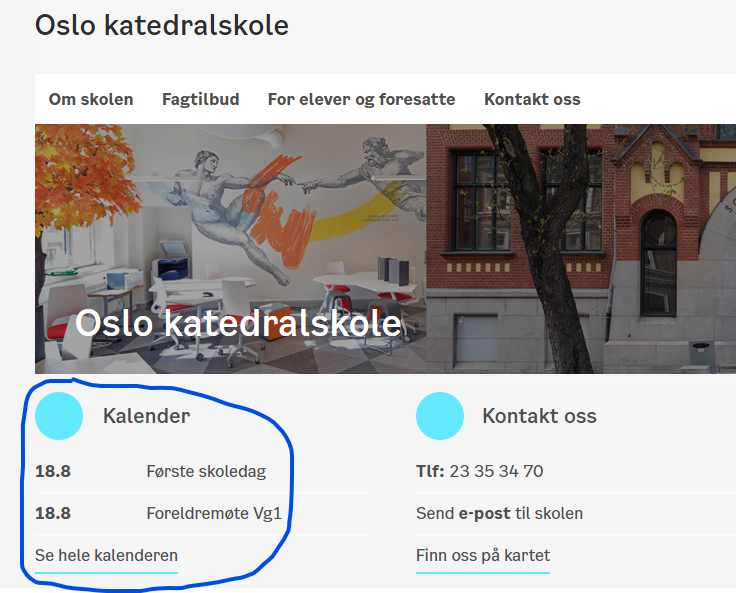 Oslo katedralskole
Om skolen Fagtilbud For elever og foresatte Kontakt oss
Oslo katedralskole
Kalender
18.8 Første skoledag
18.8 Foreldremøte Vg1
Se hele kalenderen
Kontakt oss
Tlf: 23 35 34 70
Send e-post til skolen
Finn oss på kartet